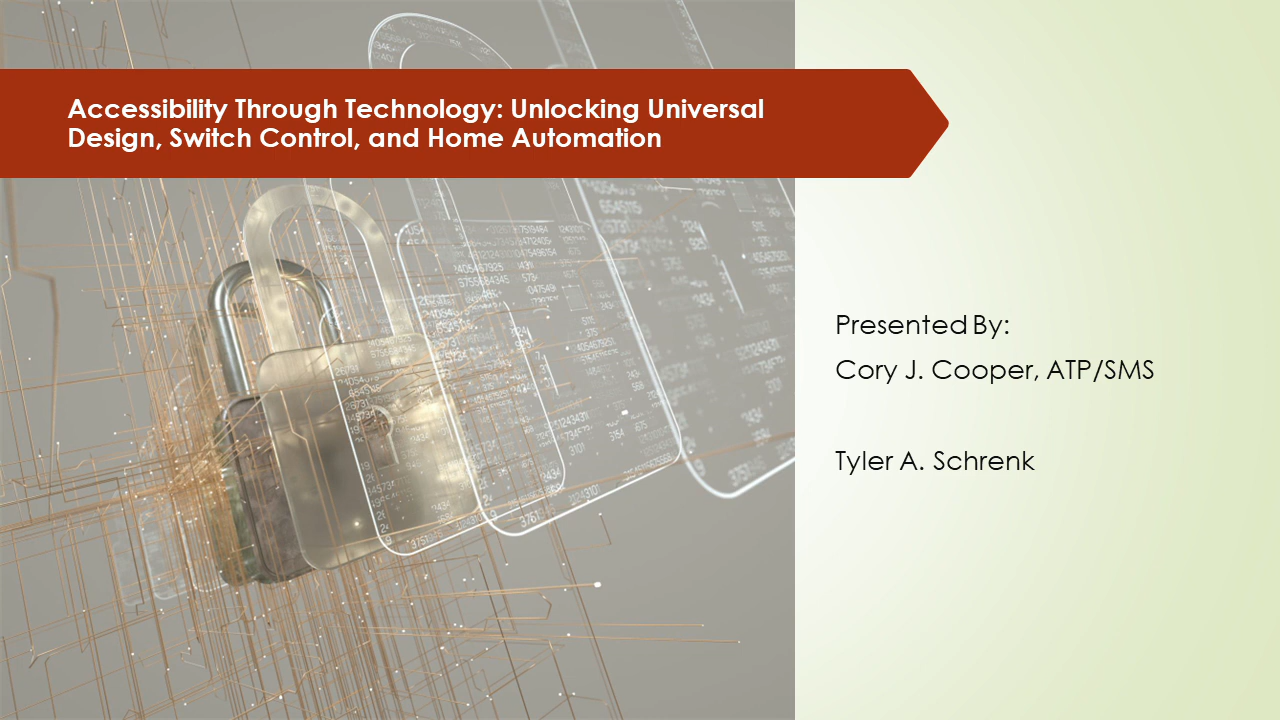 Accessibility Through Technology: Unlocking Universal
Design, Switch Control, and Home Automation
Presented By:
Cory J. Cooper, ATP/SMS
Tyler A. Schrenk